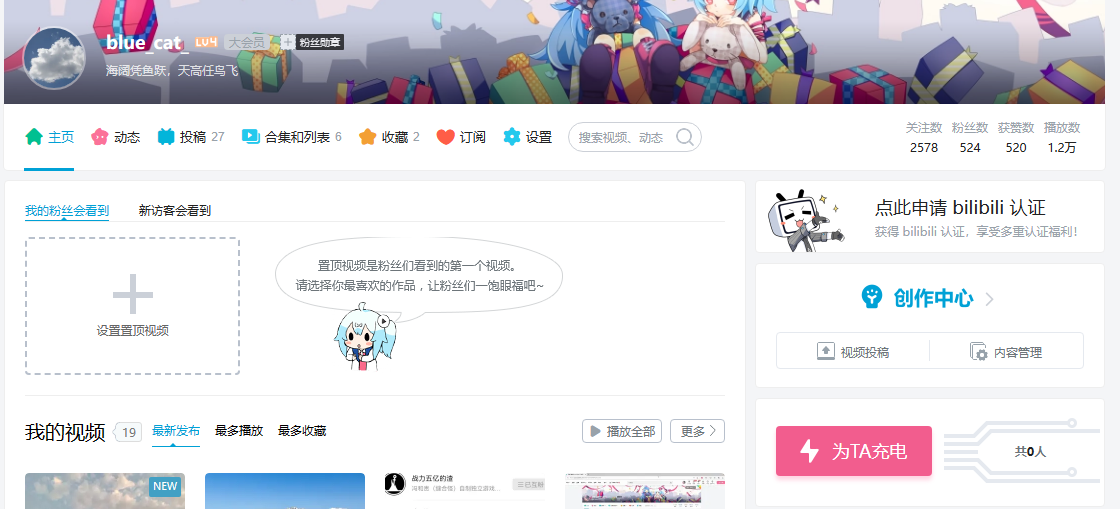 blue_cat_ LV4 大会员 粉丝勋章
海阔凭鱼跃，天高任鸟飞
主页 动态 投稿 27 合集和列表 6 收藏 2 订阅 设置 搜索视频、动态
关注数 粉丝数 获赞数 播放数
2578 524 520 1.2万
我的粉丝会看到 新访客会看到
设置置顶视频
置顶视频是粉丝们看到的第一个视频。
请选择你最喜欢的作品，让粉丝们一饱眼福吧~
点此申请 bilibili 认证
获得 bilibili 认证，享受多重认证福利！
创作中心
视频投稿 内容管理
我的视频 19 最新发布 最多播放 最多收藏 播放全部 更多
为TA充电 共0人
NEW
战力五亿的渣
已互粉